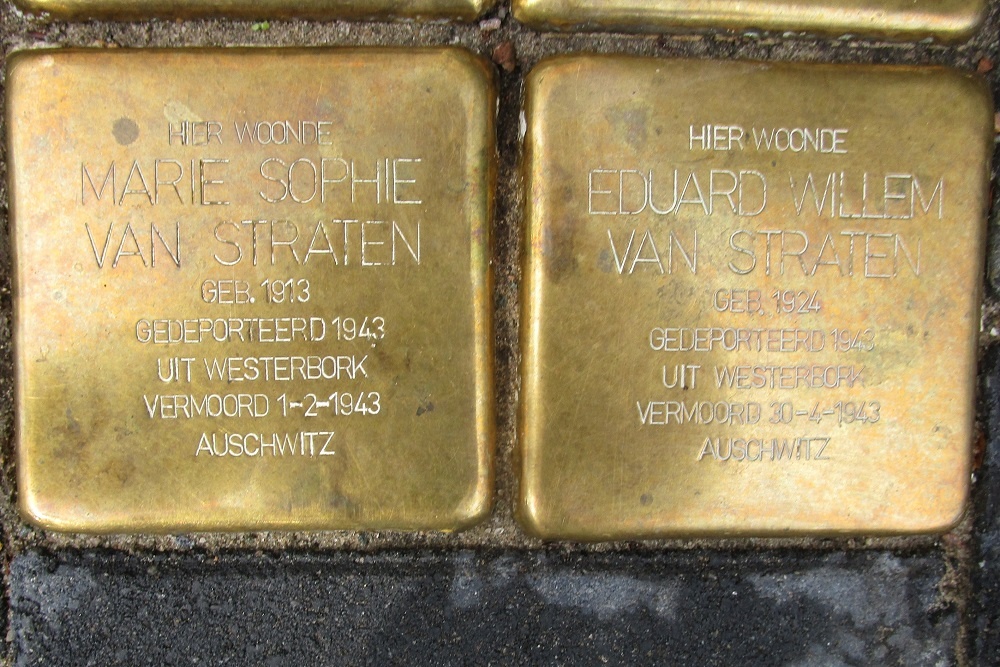 HIER WOONDE
MARIE SOPHIE
VAN STRATEN
GEB. 1913
GEDEPORTEERD 1943
UIT WESTERBORK
VERMOORD 1-2-1943
AUSCHWITZ
HIER WOONDE
EDUARD WILLEM
VAN STRATEN
GEB. 1924
GEDEPORTEERD 1943
UIT WESTERBORK
VERMOORD 30-4-1943
AUSCHWITZ